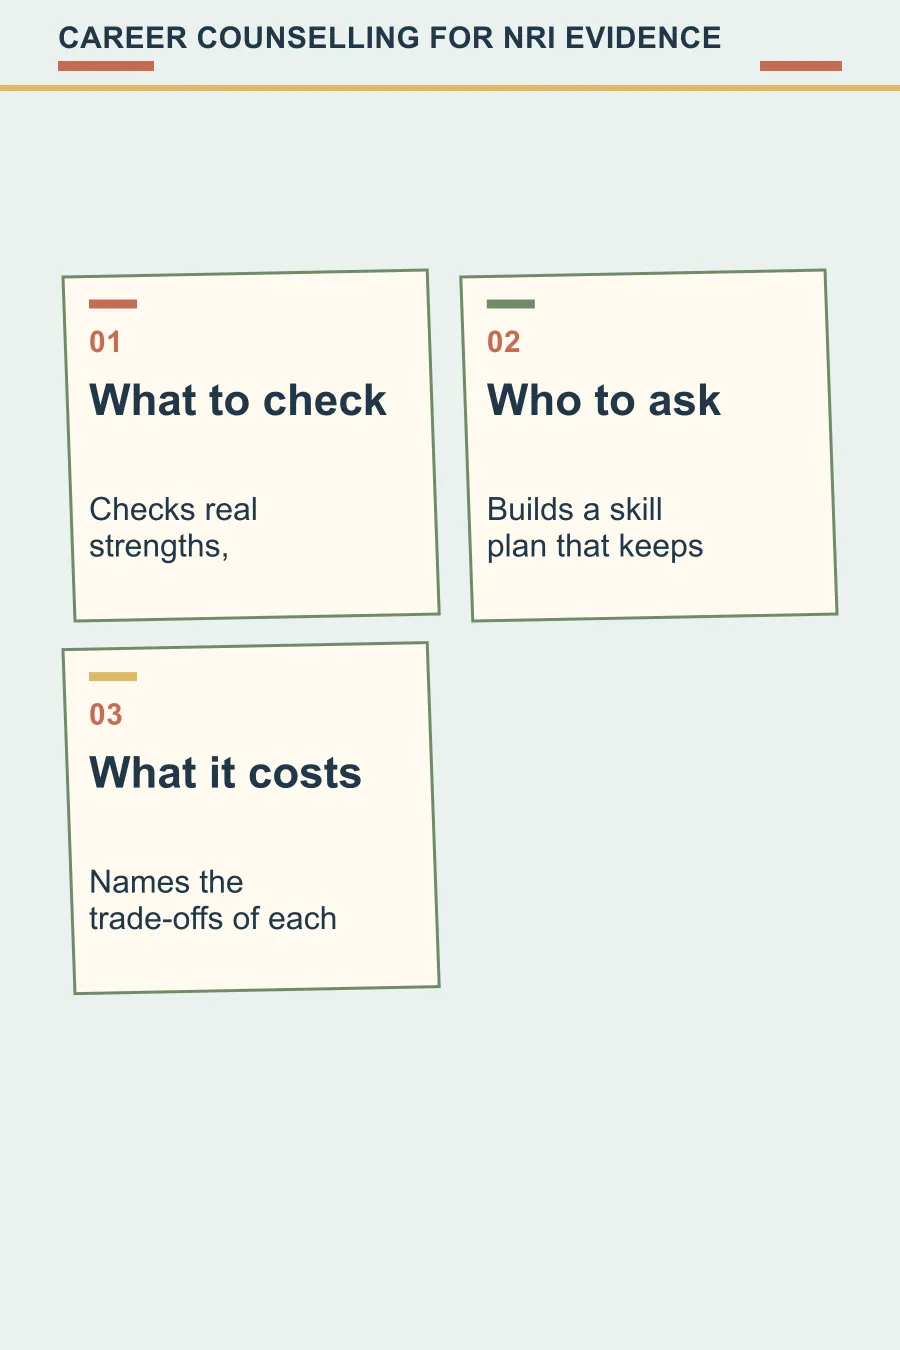 CAREER COUNSELLING FOR NRI EVIDENCE
01
What to check
Checks real
strengths,
02
Who to ask
Builds a skill
plan that keeps
03
What it costs
Names the
trade-offs of each